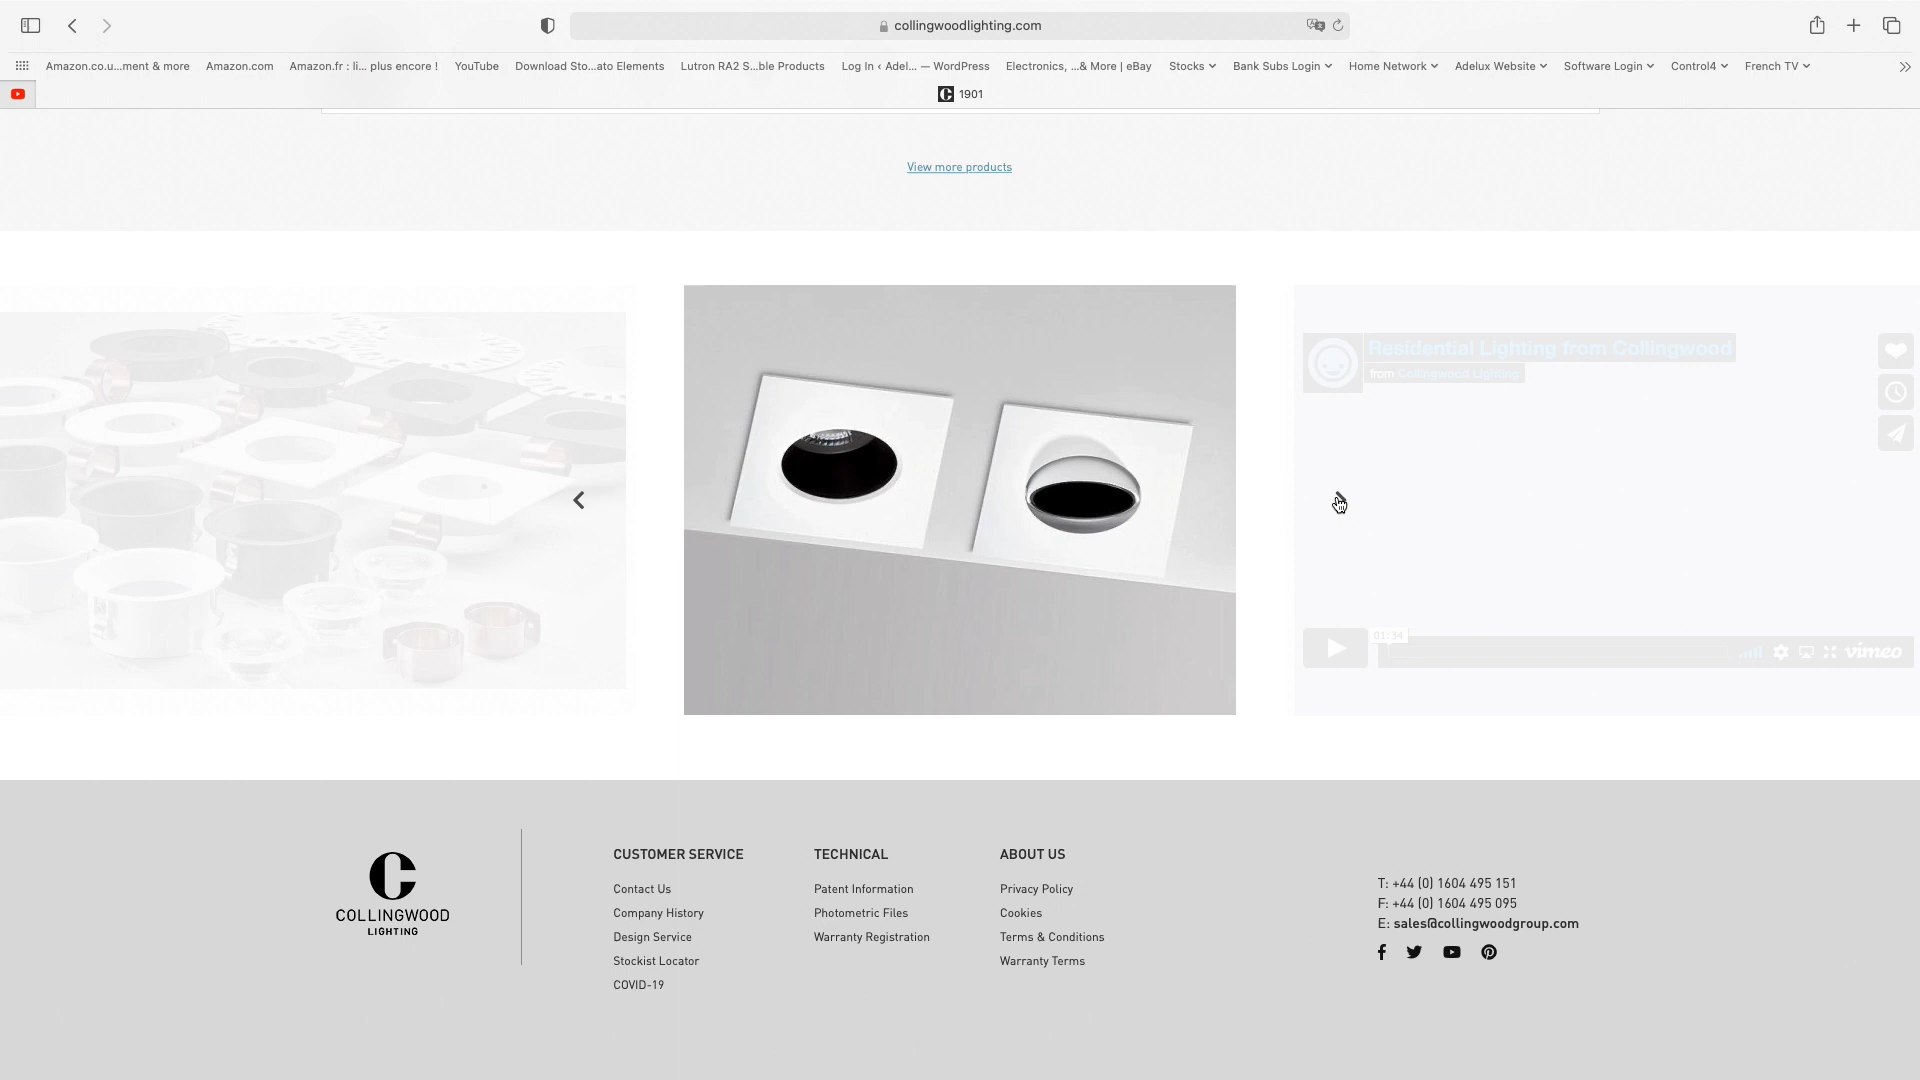 collingwoodlighting.com
Amazon.co.u...ment & more Amazon.com Amazon.fr : li... plus encore ! YouTube Download Sto...ato Elements Lutron RA2 S...ble Products Log In ‹ Adel... — WordPress Electronics, ...& More | eBay Stocks Bank Subs Login Home Network Adelux Website Software Login Control4 French TV
1901
View more products
Residential Lighting from Collingwood
from Collingwood Lighting
01:34
vimeo
COLLINGWOOD
LIGHTING
CUSTOMER SERVICE
Contact Us
Company History
Design Service
Stockist Locator
COVID-19
TECHNICAL
Patent Information
Photometric Files
Warranty Registration
ABOUT US
Privacy Policy
Cookies
Terms & Conditions
Warranty Terms
T: +44 (0) 1604 495 151
F: +44 (0) 1604 495 095
E: sales@collingwoodgroup.com